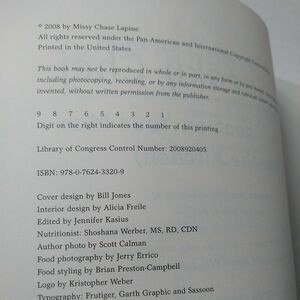 © 2008 by Missy Chase Lapine
All rights reserved under the Pan-American and International Copyright Conventions
Printed in the United States
This book may not be reproduced in whole or in part, in any form or by any means,
including photocopying, recording, or by any information storage and retrieval
invented, without written permission from the publisher.
9 8 7 6 5 4 3 2 1
Digit on the right indicates the number of this printing
Library of Congress Control Number: 2008920405
ISBN: 978-0-7624-3320-9
Cover design by Bill Jones
Interior design by Alicia Freile
Edited by Jennifer Kasius
Nutritionist: Shoshana Werber, MS, RD, CDN
Author photo by Scott Calman
Food photography by Jerry Errico
Food styling by Brian Preston-Campbell
Logo by Kristopher Weber
Typography: Frutiger, Garth Graphic and Sassoon